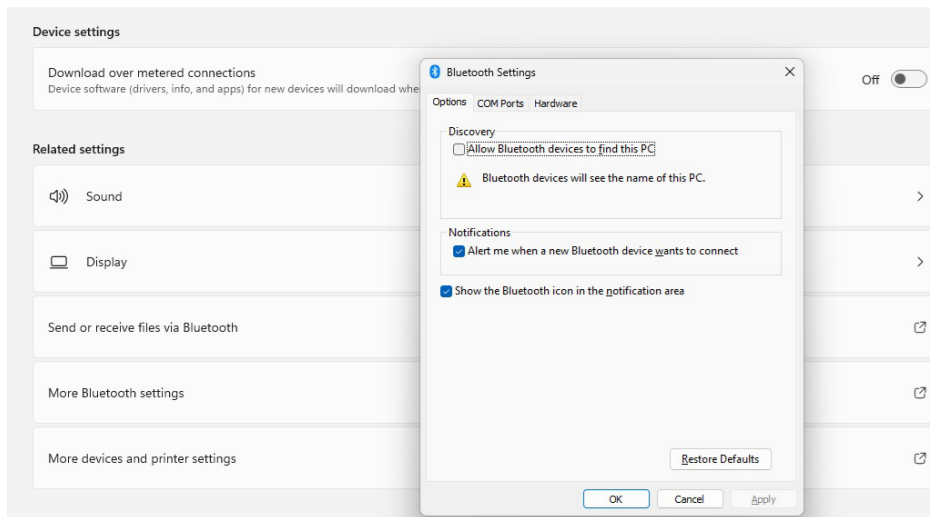 Device settings
Download over metered connections
Device software (drivers, info, and apps) for new devices will download
Off
Related settings
Sound
Display
Send or receive files via Bluetooth
More Bluetooth settings
More devices and printer settings
Bluetooth Settings
Options COM Ports Hardware
Discovery
Allow Bluetooth devices to find this PC
Bluetooth devices will see the name of this PC.
Notifications
Alert me when a new Bluetooth device wants to connect
Show the Bluetooth icon in the notification area
Restore Defaults
OK Cancel Apply